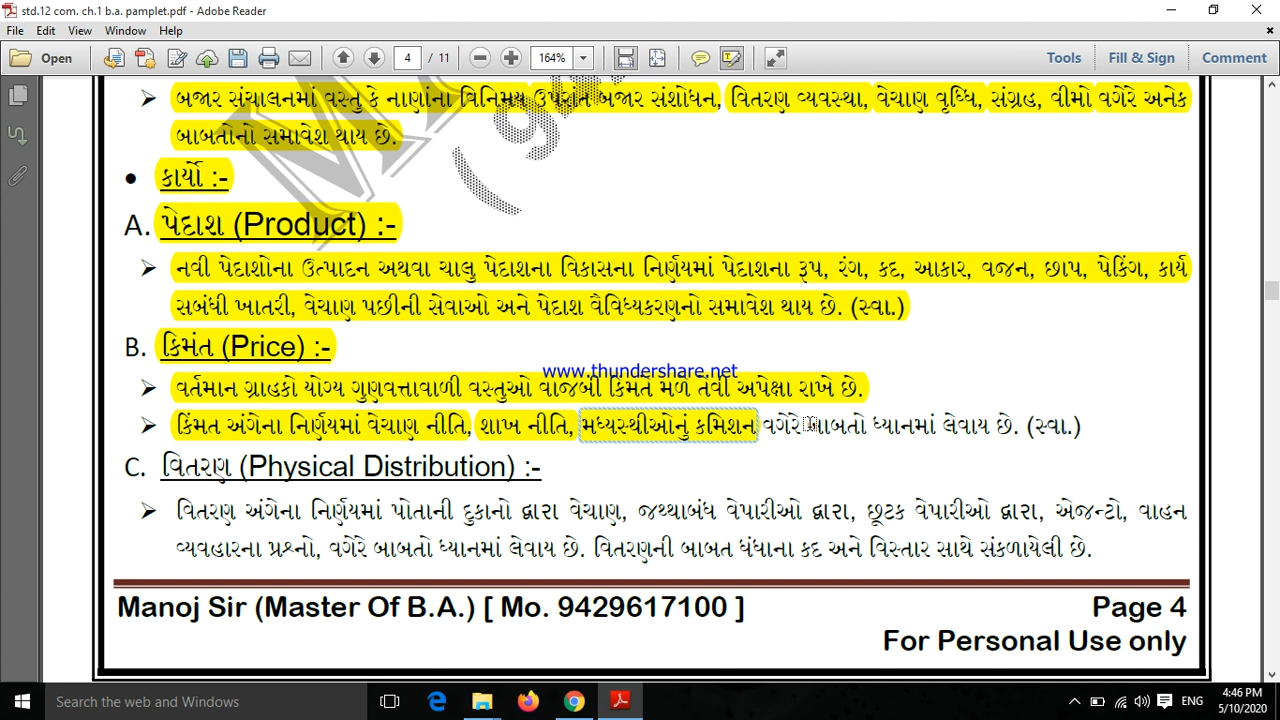 std.12 com. ch.1 b.a. pamplet.pdf - Adobe Reader
File Edit View Window Help
Open 4 / 11 164% Tools Fill & Sign Comment
➢ બજાર સંચાલનમાં વસ્તુ કે નાણાંના વિનિમય ઉપરાંત બજાર સંશોધન, વિતરણ વ્યવસ્થા, વેચાણ વૃધ્ધિ, સંગ્રહ, વીમો વગેરે અનેક
બાબતોનો સમાવેશ થાય છે.
• કાર્યો :-
A. પેદાશ (Product) :-
➢ નવી પેદાશોના ઉત્પાદન અથવા ચાલુ પેદાશના વિકાસના નિર્ણયમાં પેદાશના રૂપ, રંગ, કદ, આકાર, વજન, છાપ, પેકિંગ, કાર્ય
સબંધી ખાતરી, વેચાણ પછીની સેવાઓ અને પેદાશ વૈવિધ્યકરણનો સમાવેશ થાય છે. (સ્વા.)
B. કિમંત (Price) :-
www.thundershare.net
➢ વર્તમાન ગ્રાહકો યોગ્ય ગુણવત્તાવાળી વસ્તુઓ વાજબી કિંમતે મળે તેવી અપેક્ષા રાખે છે.
➢ કિંમત અંગેના નિર્ણયમાં વેચાણ નીતિ, શાખ નીતિ, મધ્યસ્થીઓનું કમિશન વગેરે બાબતો ધ્યાનમાં લેવાય છે. (સ્વા.)
C. વિતરણ (Physical Distribution) :-
➢ વિતરણ અંગેના નિર્ણયમાં પોતાની દુકાનો દ્વારા વેચાણ, જથ્થાબંધ વેપારીઓ દ્વારા, છૂટક વેપારીઓ દ્વારા, એજન્ટો, વાહન
વ્યવહારના પ્રશ્નો, વગેરે બાબતો ધ્યાનમાં લેવાય છે. વિતરણની બાબત ધંધાના કદ અને વિસ્તાર સાથે સંકળાયેલી છે.
Manoj Sir (Master Of B.A.) [ Mo. 9429617100 ] Page 4
For Personal Use only
Search the web and Windows ENG 4:46 PM
5/10/2020